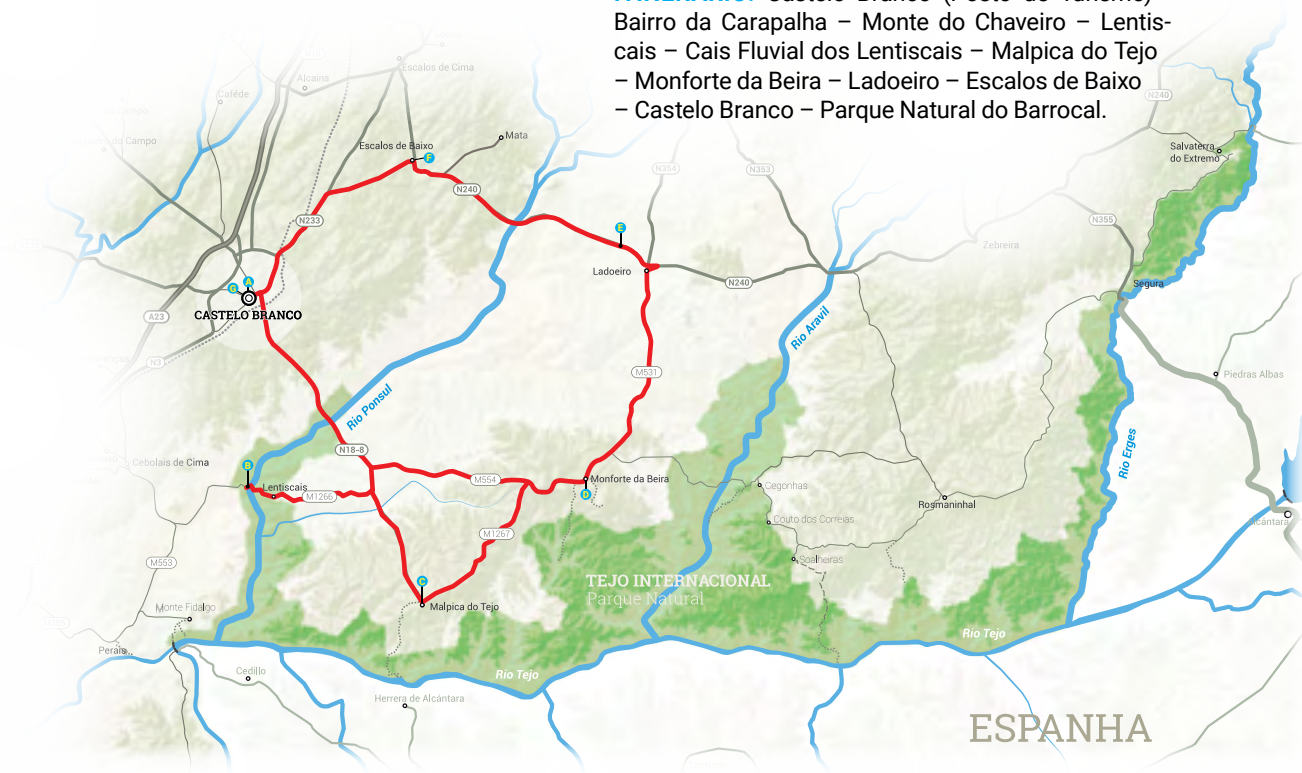 Bairro da Carapalha – Monte do Chaveiro – Lentis-
cais – Cais Fluvial dos Lentiscais – Malpica do Tejo
– Monforte da Beira – Ladoeiro – Escalos de Baixo
– Castelo Branco – Parque Natural do Barrocal.
Escalos de Cima
Alcains
Caféde
N240
Mata
Escalos de Baixo
F
Salvaterra
do Extremo
N354
N353
N240
N233
N355
E
Zebreira
Ladoeiro
N240
Segura
A
G
CASTELO BRANCO
A23
Rio Aravil
N3
M531
Piedras Albas
Rio Ponsul
Rio Erges
N18-8
Cebolais de Cima
B
M554
Monforte da Beira
Lentiscais
M1266
D
Cegonhas
Rosmaninhal
Couto dos Correias
Alcántara
M1267
M553
Soalheiras
C
TEJO INTERNACIONAL
Parque Natural
Malpica do Tejo
Monte Fidalgo
Perais
Rio Tejo
Cedillo
Rio Tejo
Herrera de Alcántara
ESPANHA